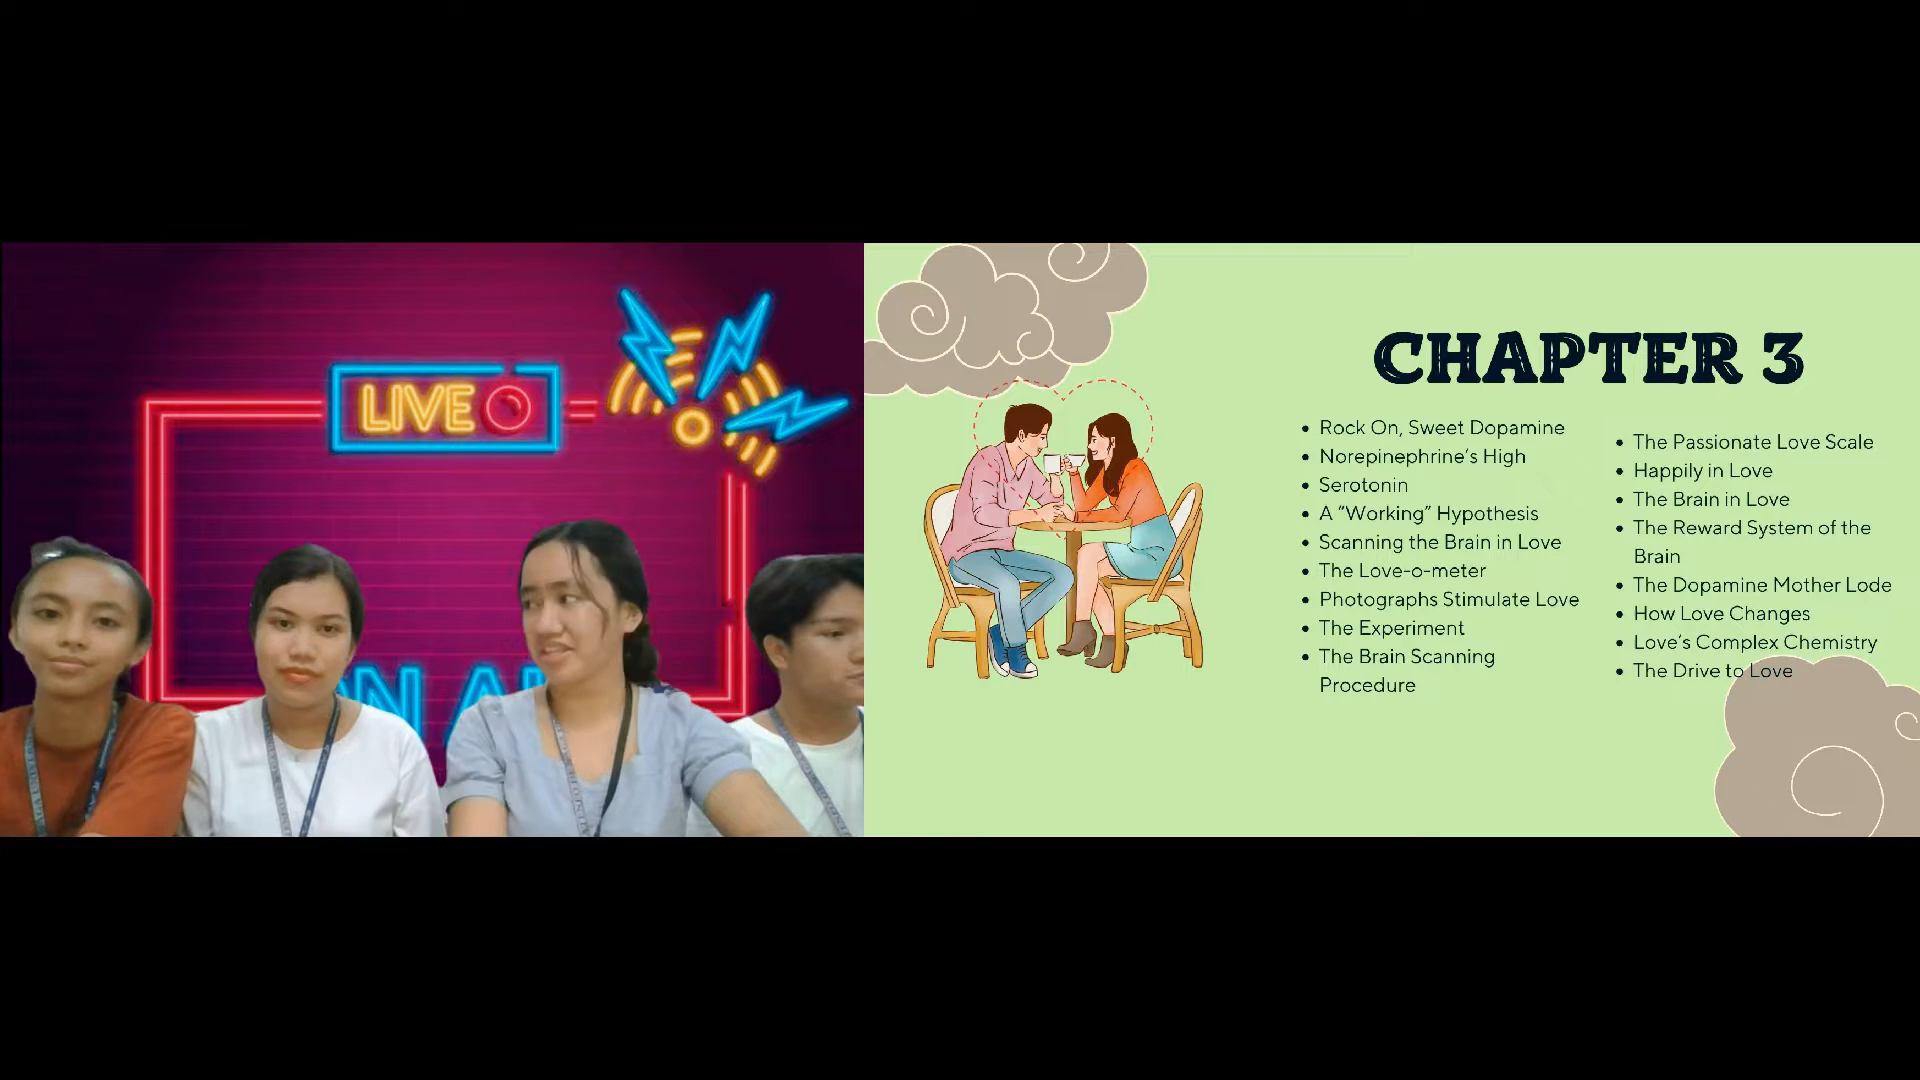 LIVE
ON AI
CHAPTER 3
• Rock On, Sweet Dopamine
• Norepinephrine's High
• Serotonin
• A “Working” Hypothesis
• Scanning the Brain in Love
• The Love-o-meter
• Photographs Stimulate Love
• The Experiment
• The Brain Scanning
Procedure
• The Passionate Love Scale
• Happily in Love
• The Brain in Love
• The Reward System of the
Brain
• The Dopamine Mother Lode
• How Love Changes
• Love's Complex Chemistry
• The Drive to Love